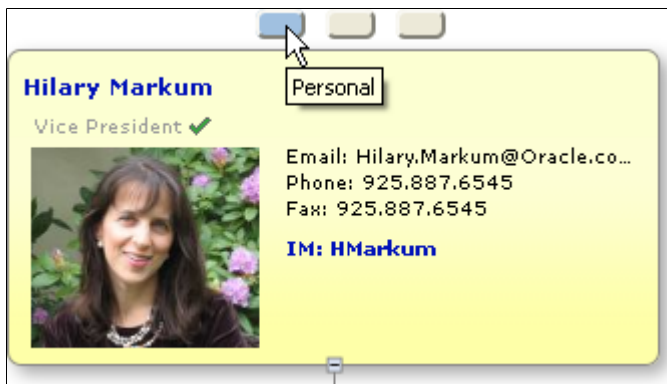 Personal
Hilary Markum
Vice President
Email: Hilary.Markum@Oracle.co...
Phone: 925.887.6545
Fax: 925.887.6545
IM: HMarkum